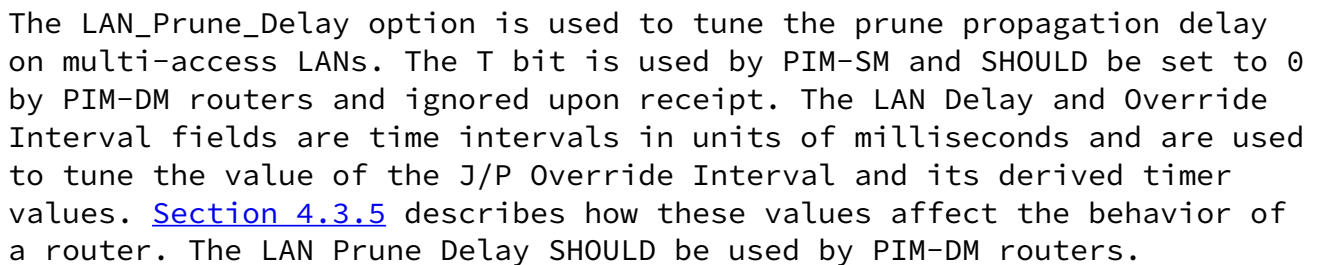 The LAN_Prune_Delay option is used to tune the prune propagation delay
on multi-access LANs. The T bit is used by PIM-SM and SHOULD be set to 0
by PIM-DM routers and ignored upon receipt. The LAN Delay and Override
Interval fields are time intervals in units of milliseconds and are used
to tune the value of the J/P Override Interval and its derived timer
values. Section 4.3.5 describes how these values affect the behavior of
a router. The LAN Prune Delay SHOULD be used by PIM-DM routers.